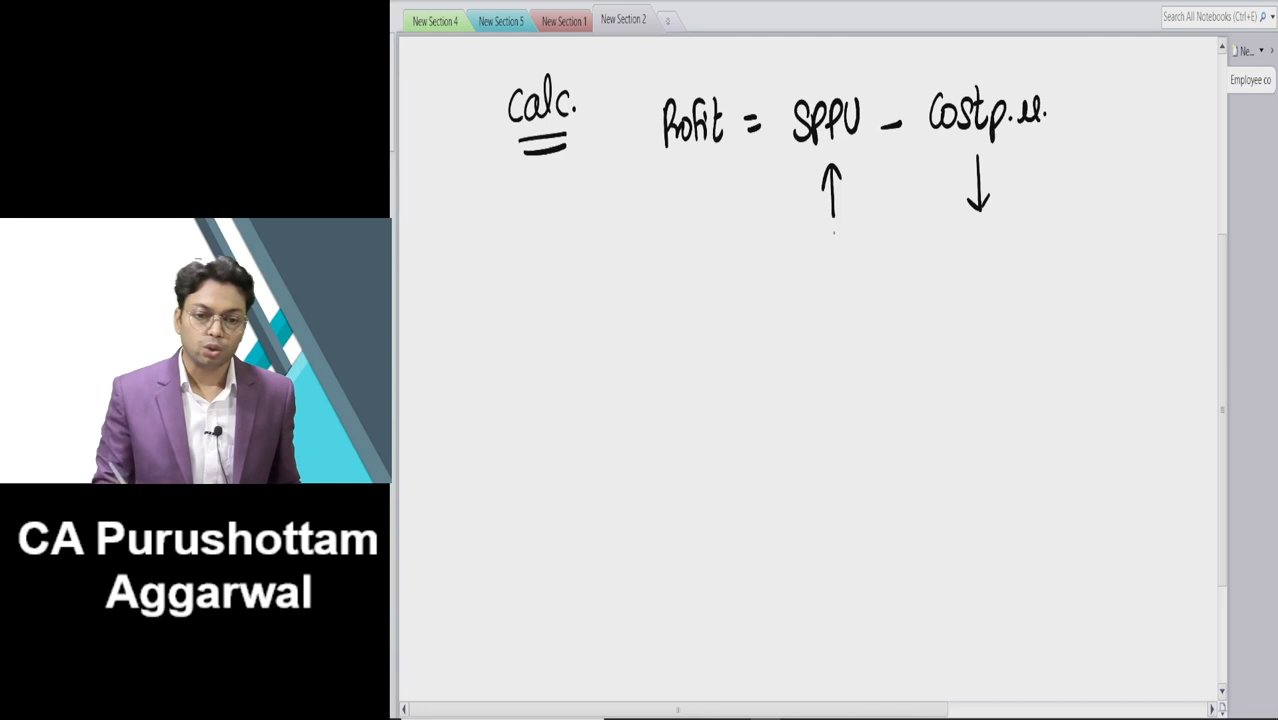 New Section 4 New Section 5 New Section 1 New Section 2
Search All Notebooks (Ctrl+E)
Ne...
Employee co
Calc. Profit = SPPU - Cost p.u.
CA Purushottam
Aggarwal